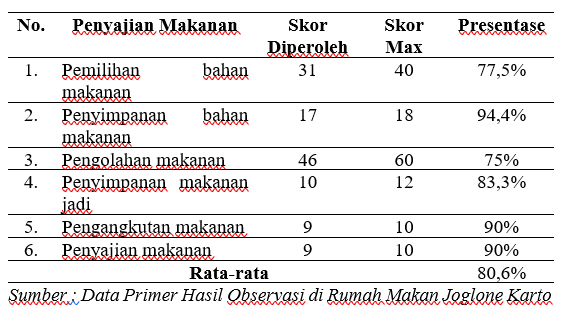 No. Penyajian Makanan Skor Diperoleh Skor Max Presentase
1. Pemilihan bahan makanan 31 40 77,5%
2. Penyimpanan bahan makanan 17 18 94,4%
3. Pengolahan makanan 46 60 75%
4. Penyimpanan makanan jadi 10 12 83,3%
5. Pengangkutan makanan 9 10 90%
6. Penyajian makanan 9 10 90%
Rata-rata 80,6%
Sumber ; Data Primer Hasil Observasi di Rumah Makan Joglone Karto